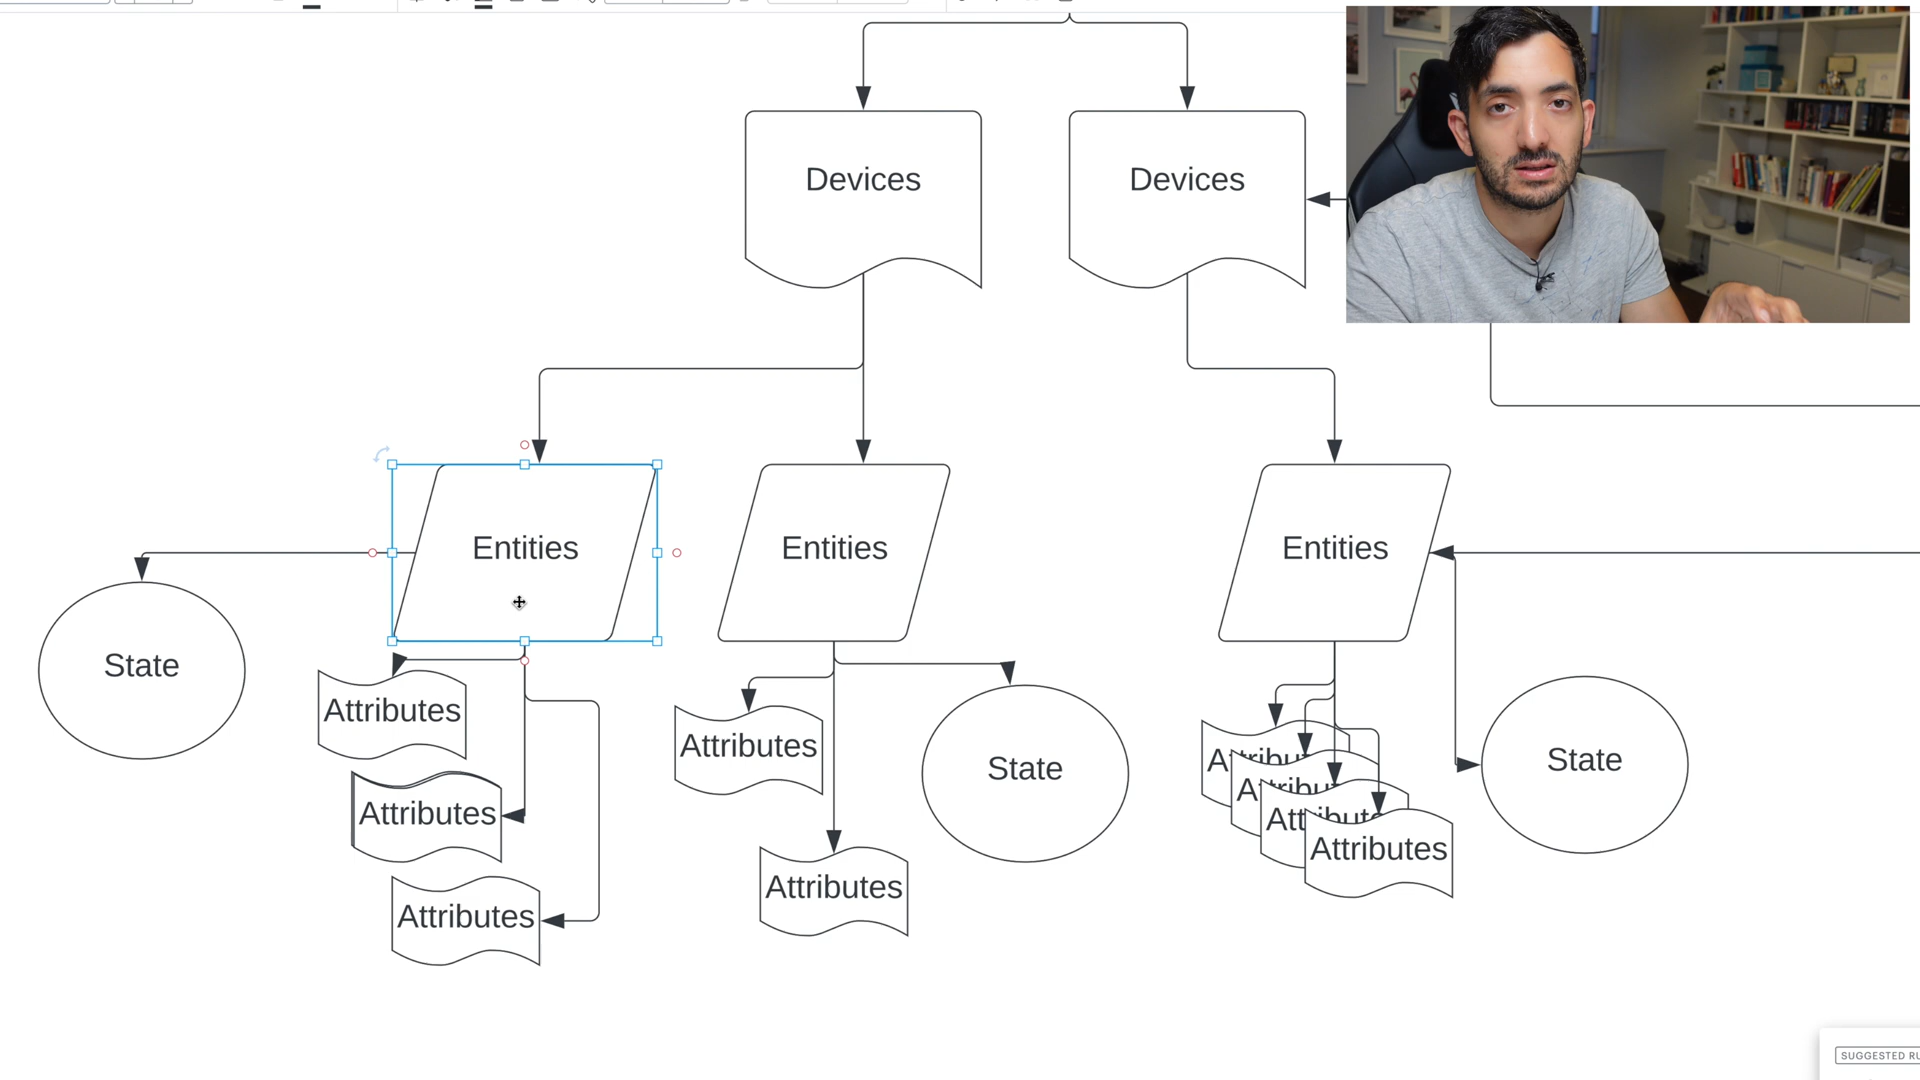 Devices
Devices
Entities
Entities
Entities
State
Attributes
Attributes
Attributes
Attributes
Attributes
State
Attributes
State
SUGGESTED